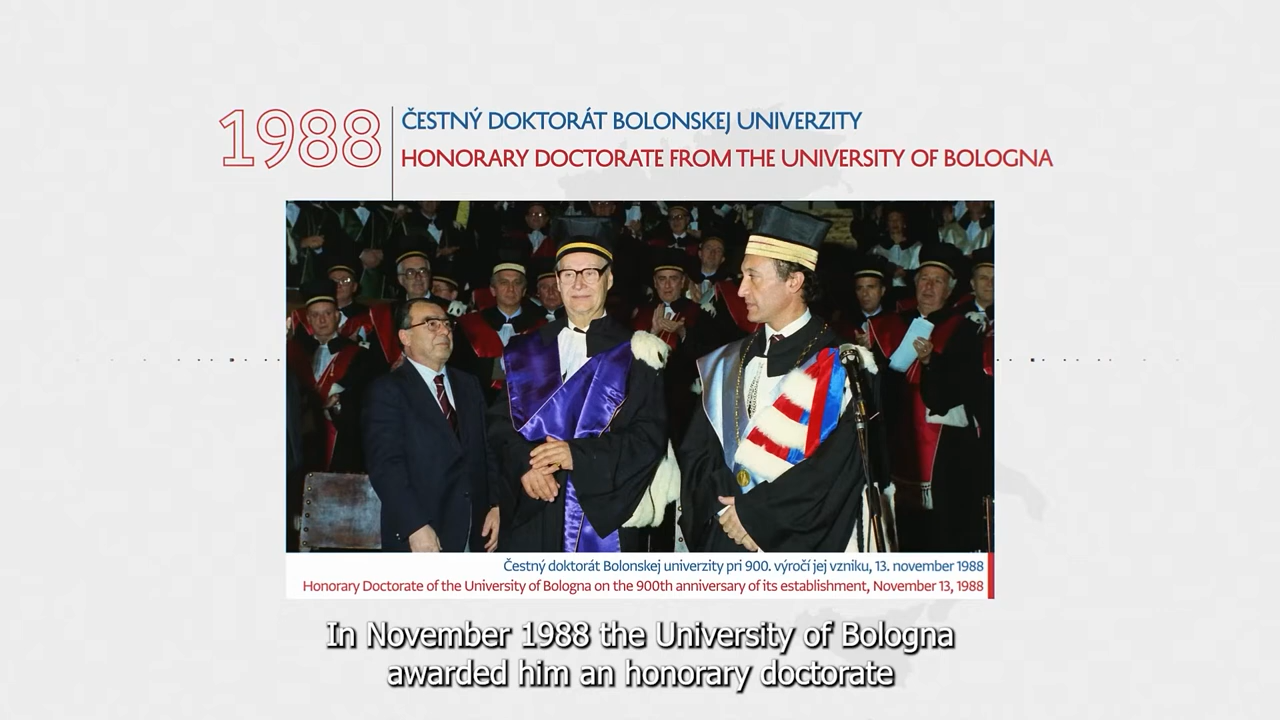 1988
ČESTNÝ DOKTORÁT BOLONSKEJ UNIVERZITY
HONORARY DOCTORATE FROM THE UNIVERSITY OF BOLOGNA
Čestný doktorát Bolonskej univerzity pri 900. výročí jej vzniku, 13. november 1988
Honorary Doctorate of the University of Bologna on the 900th anniversary of its establishment, November 13, 1988
In November 1988 the University of Bologna
awarded him an honorary doctorate